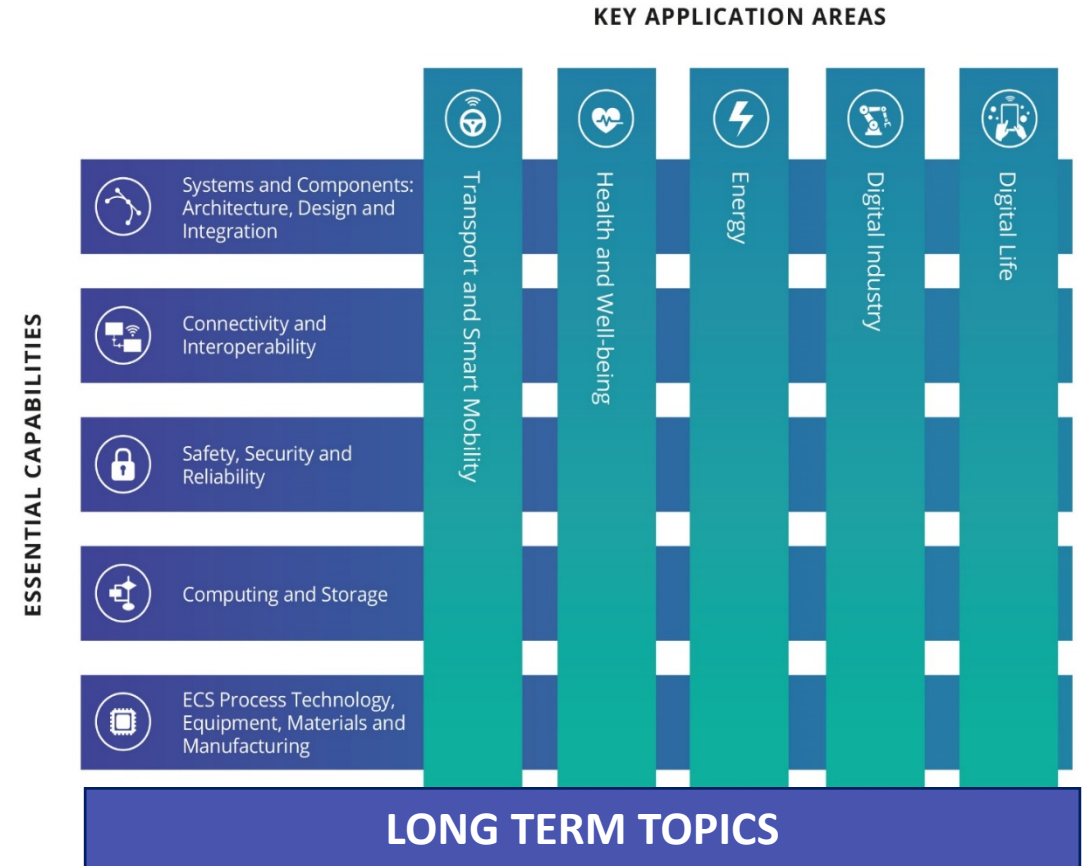 KEY APPLICATION AREAS
Transport and Smart Mobility
Health and Well-being
Energy
Digital Industry
Digital Life
ESSENTIAL CAPABILITIES
Systems and Components:
Architecture, Design and
Integration
Connectivity and
Interoperability
Safety, Security and
Reliability
Computing and Storage
ECS Process Technology,
Equipment, Materials and
Manufacturing
LONG TERM TOPICS